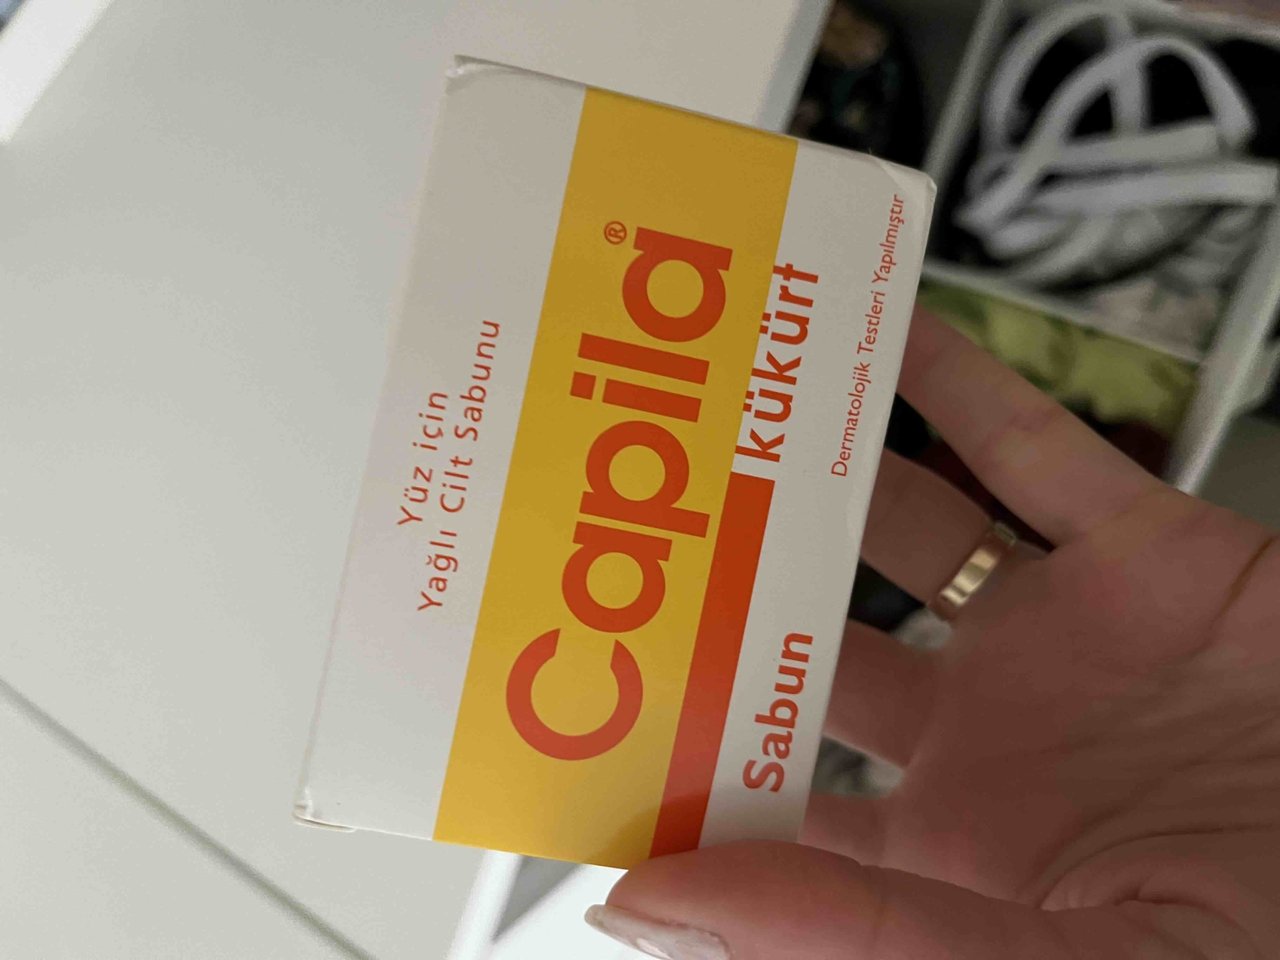 Yüz için
Yağlı Cilt Sabunu
Capila®
kükürt
Sabun
Dermatolojik Testleri Yapılmıştır